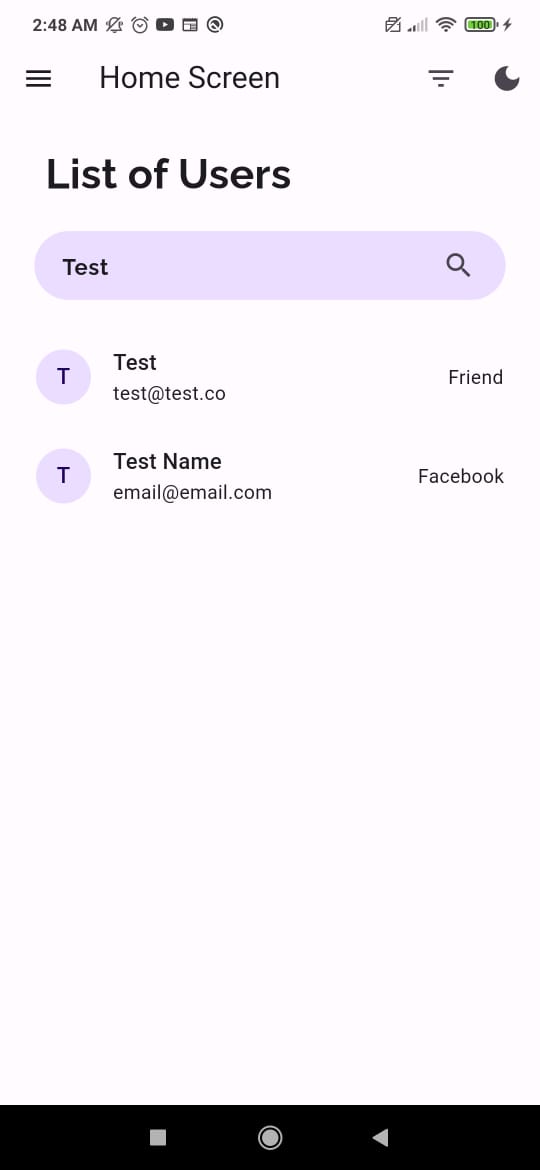 2:48 AM 100
Home Screen
List of Users
Test
T Test Friend
test@test.co
T Test Name Facebook
email@email.com